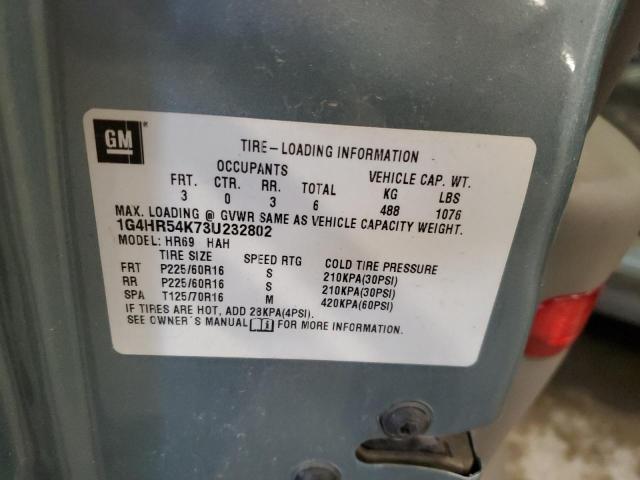 GM
TIRE-LOADING INFORMATION
OCCUPANTS VEHICLE CAP. WT.
FRT. CTR. RR. TOTAL KG LBS
3 0 3 6 488 1076
MAX. LOADING @ GVWR SAME AS VEHICLE CAPACITY WEIGHT.
1G4HR54K73U232802
MODEL: HR69 HAH
TIRE SIZE SPEED RTG COLD TIRE PRESSURE
FRT P225/60R16 S 210KPA(30PSI)
RR P225/60R16 S 210KPA(30PSI)
SPA T125/70R16 M 420KPA(60PSI)
IF TIRES ARE HOT, ADD 28KPA(4PSI).
SEE OWNER'S MANUAL FOR MORE INFORMATION.